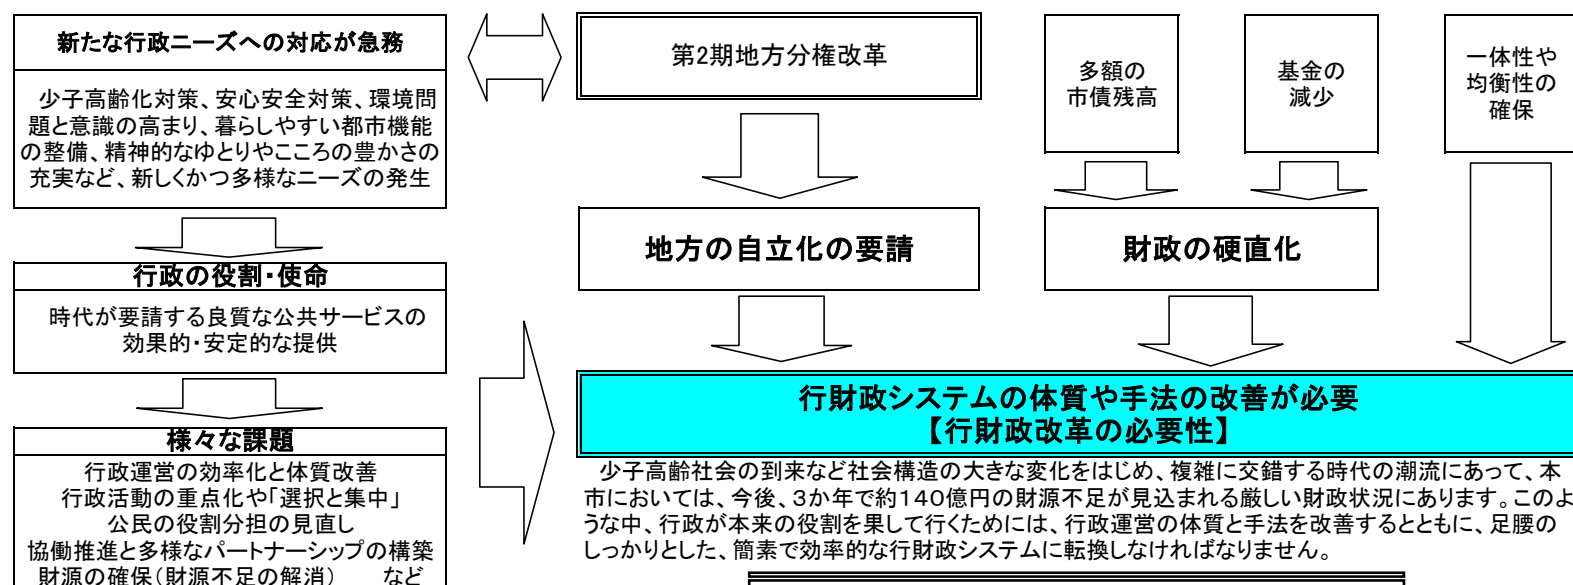 新たな行政ニーズへの対応が急務
少子高齢化対策、安心安全対策、環境問
題と意識の高まり、暮らしやすい都市機能
の整備、精神的なゆとりやこころの豊かさの
充実など、新しくかつ多様なニーズの発生
行政の役割・使命
時代が要請する良質な公共サービスの
効果的・安定的な提供
様々な課題
行政運営の効率化と体質改善
行政活動の重点化や「選択と集中」
公民の役割分担の見直し
協働推進と多様なパートナーシップの構築
財源の確保（財源不足の解消）　　など
第2期地方分権改革
地方の自立化の要請
多額の
市債残高
基金の
減少
財政の硬直化
一体性や
均衡性の
確保
行財政システムの体質や手法の改善が必要
【行財政改革の必要性】
少子高齢社会の到来など社会構造の大きな変化をはじめ、複雑に交錯する時代の潮流にあって、本
市においては、今後、３か年で約１４０億円の財源不足が見込まれる厳しい財政状況にあります。このよ
うな中、行政が本来の役割を果して行くためには、行政運営の体質と手法を改善するとともに、足腰の
しっかりとした、簡素で効率的な行財政システムに転換しなければなりません。